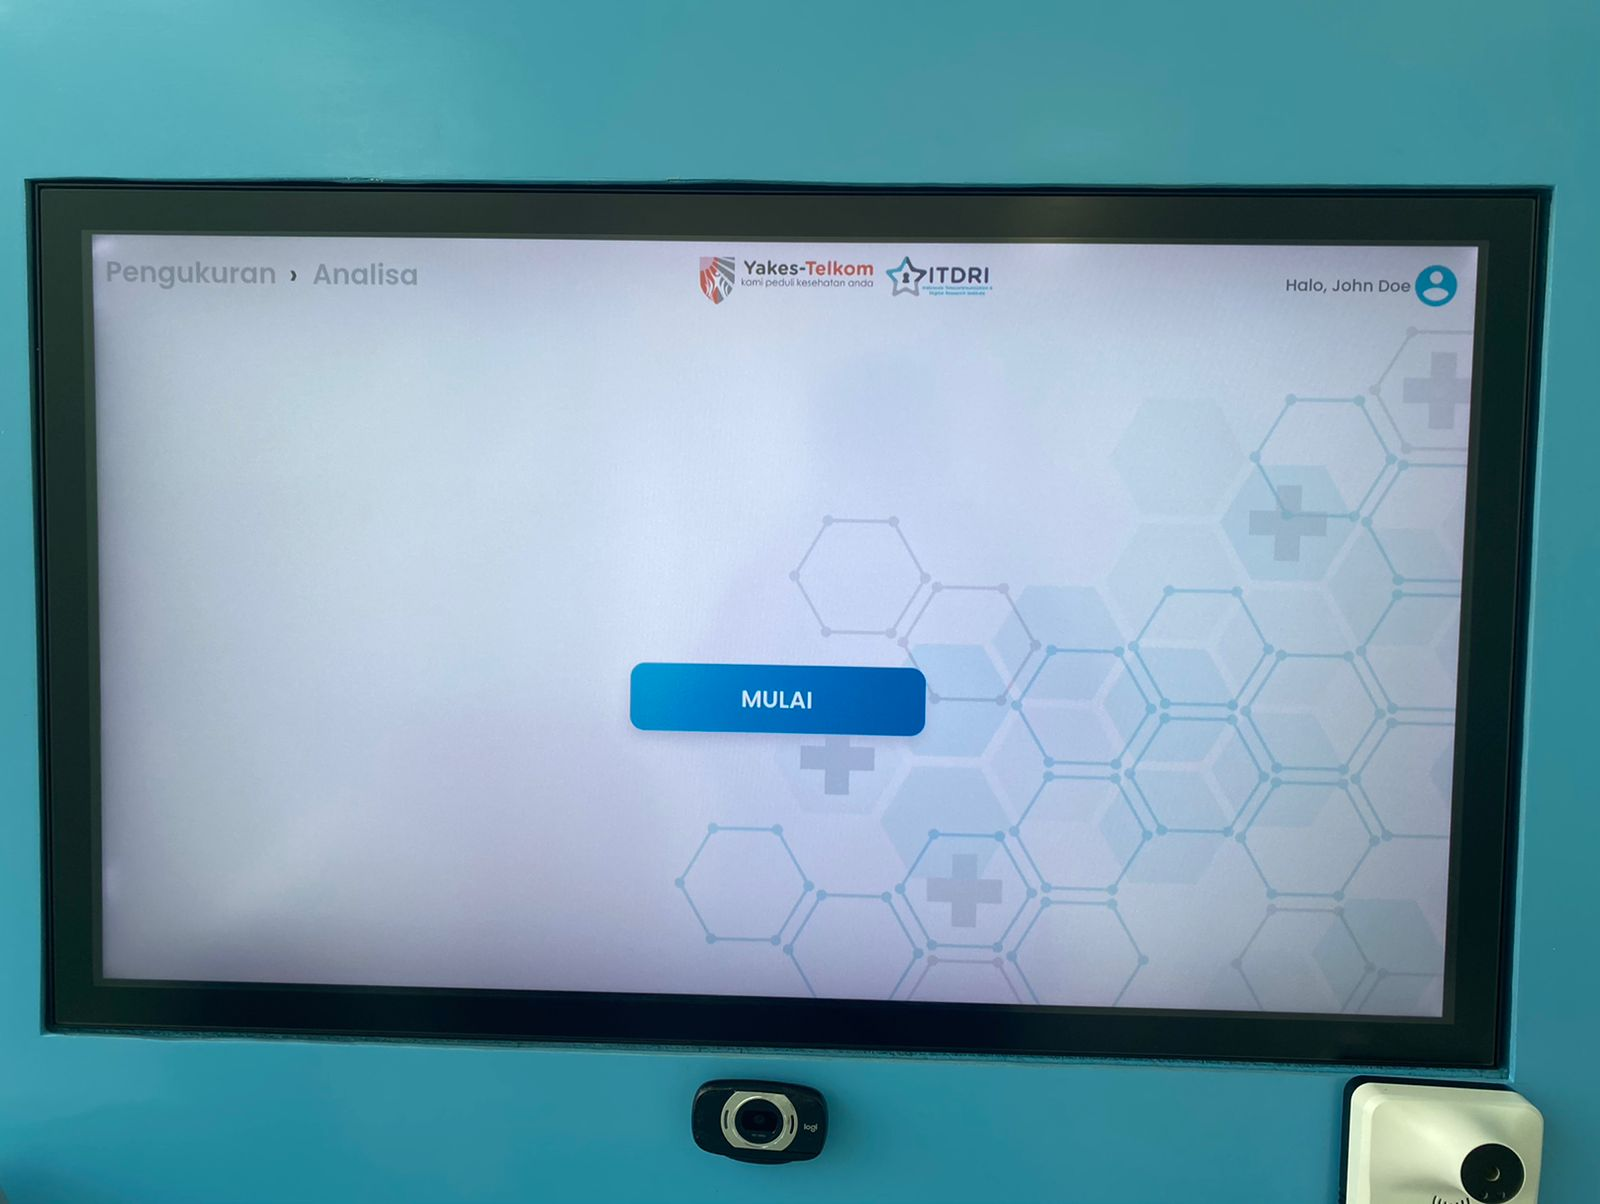 Pengukuran › Analisa
Yakes-Telkom
kami peduli kesehatan anda
ITDRI
Halo, John Doe
MULAI
logi